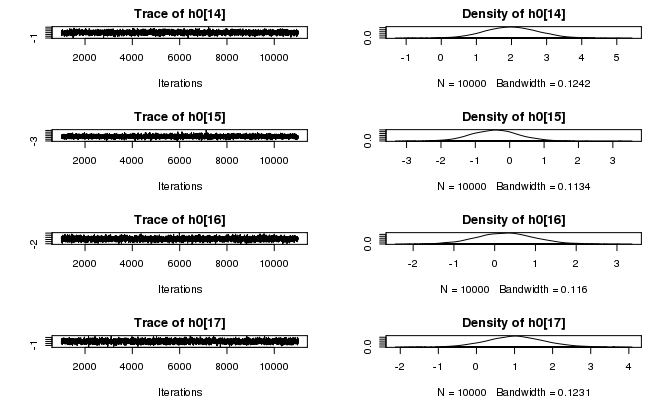 Trace of h0[14]
-1
2000 4000 6000 8000 10000
Iterations
Density of h0[14]
0.0
-1 0 1 2 3 4 5
N = 10000 Bandwidth = 0.1242
Trace of h0[15]
-3
2000 4000 6000 8000 10000
Iterations
Density of h0[15]
0.0
-3 -2 -1 0 1 2 3
N = 10000 Bandwidth = 0.1134
Trace of h0[16]
-2
2000 4000 6000 8000 10000
Iterations
Density of h0[16]
0.0
-2 -1 0 1 2 3
N = 10000 Bandwidth = 0.116
Trace of h0[17]
-1
2000 4000 6000 8000 10000
Iterations
Density of h0[17]
0.0
-2 -1 0 1 2 3 4
N = 10000 Bandwidth = 0.1231